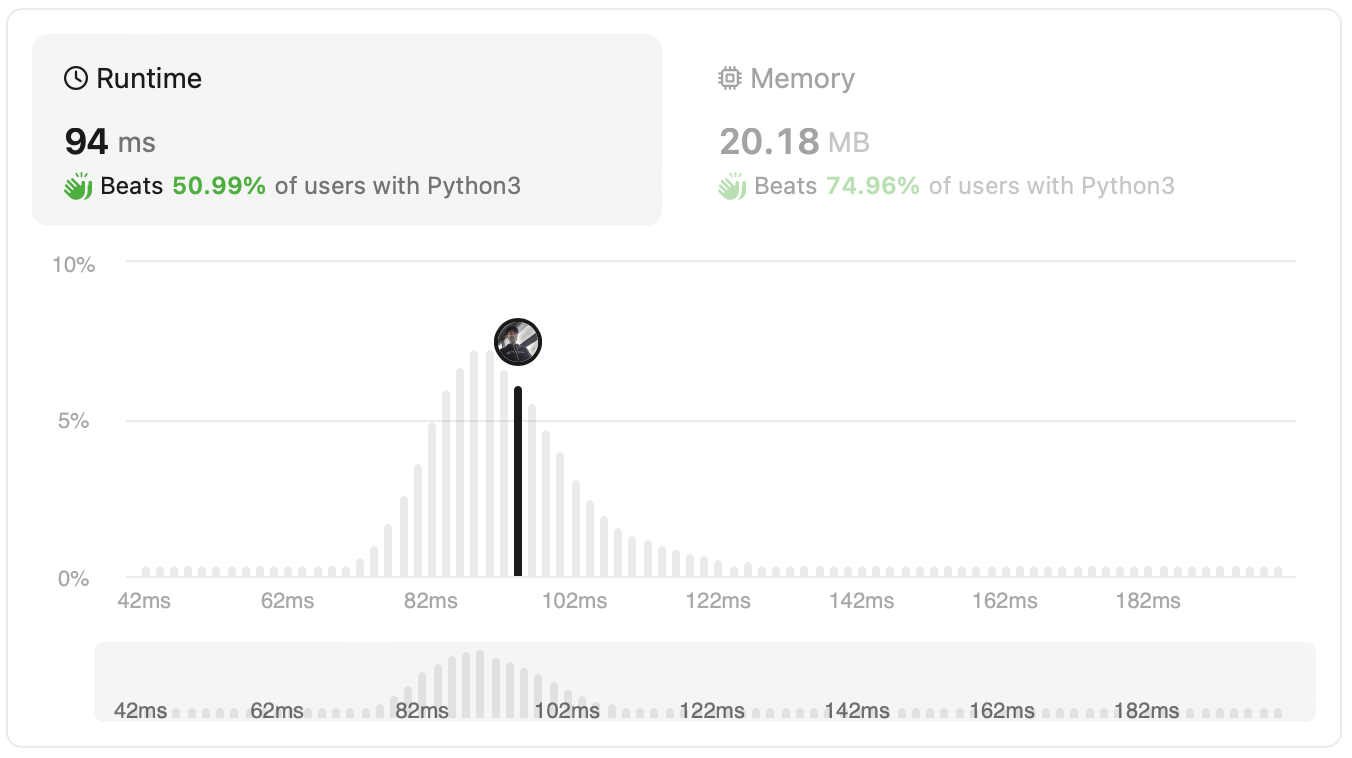 Runtime
94 ms
Beats 50.99% of users with Python3
Memory
20.18 MB
Beats 74.96% of users with Python3
10%
5%
0%
42ms 62ms 82ms 102ms 122ms 142ms 162ms 182ms
42ms 62ms 82ms 102ms 122ms 142ms 162ms 182ms